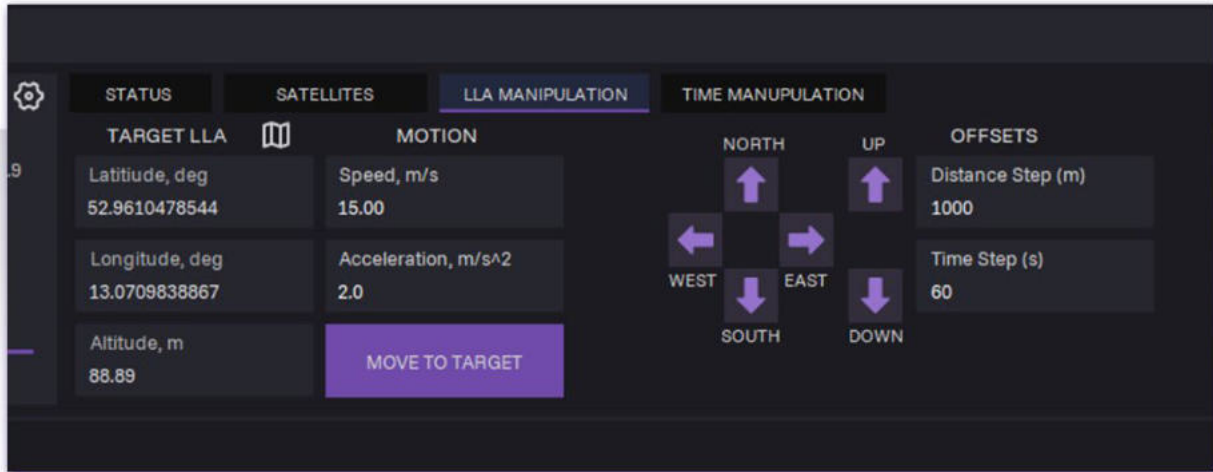 STATUS
SATELLITES
LLA MANIPULATION
TIME MANUPULATION
TARGET LLA
MOTION
.9
Latitiude, deg
52.9610478544
Speed, m/s
15.00
Longitude, deg
13.0709838867
Acceleration, m/s^2
2.0
Altitude, m
88.89
MOVE TO TARGET
NORTH
UP
WEST
EAST
SOUTH
DOWN
OFFSETS
Distance Step (m)
1000
Time Step (s)
60